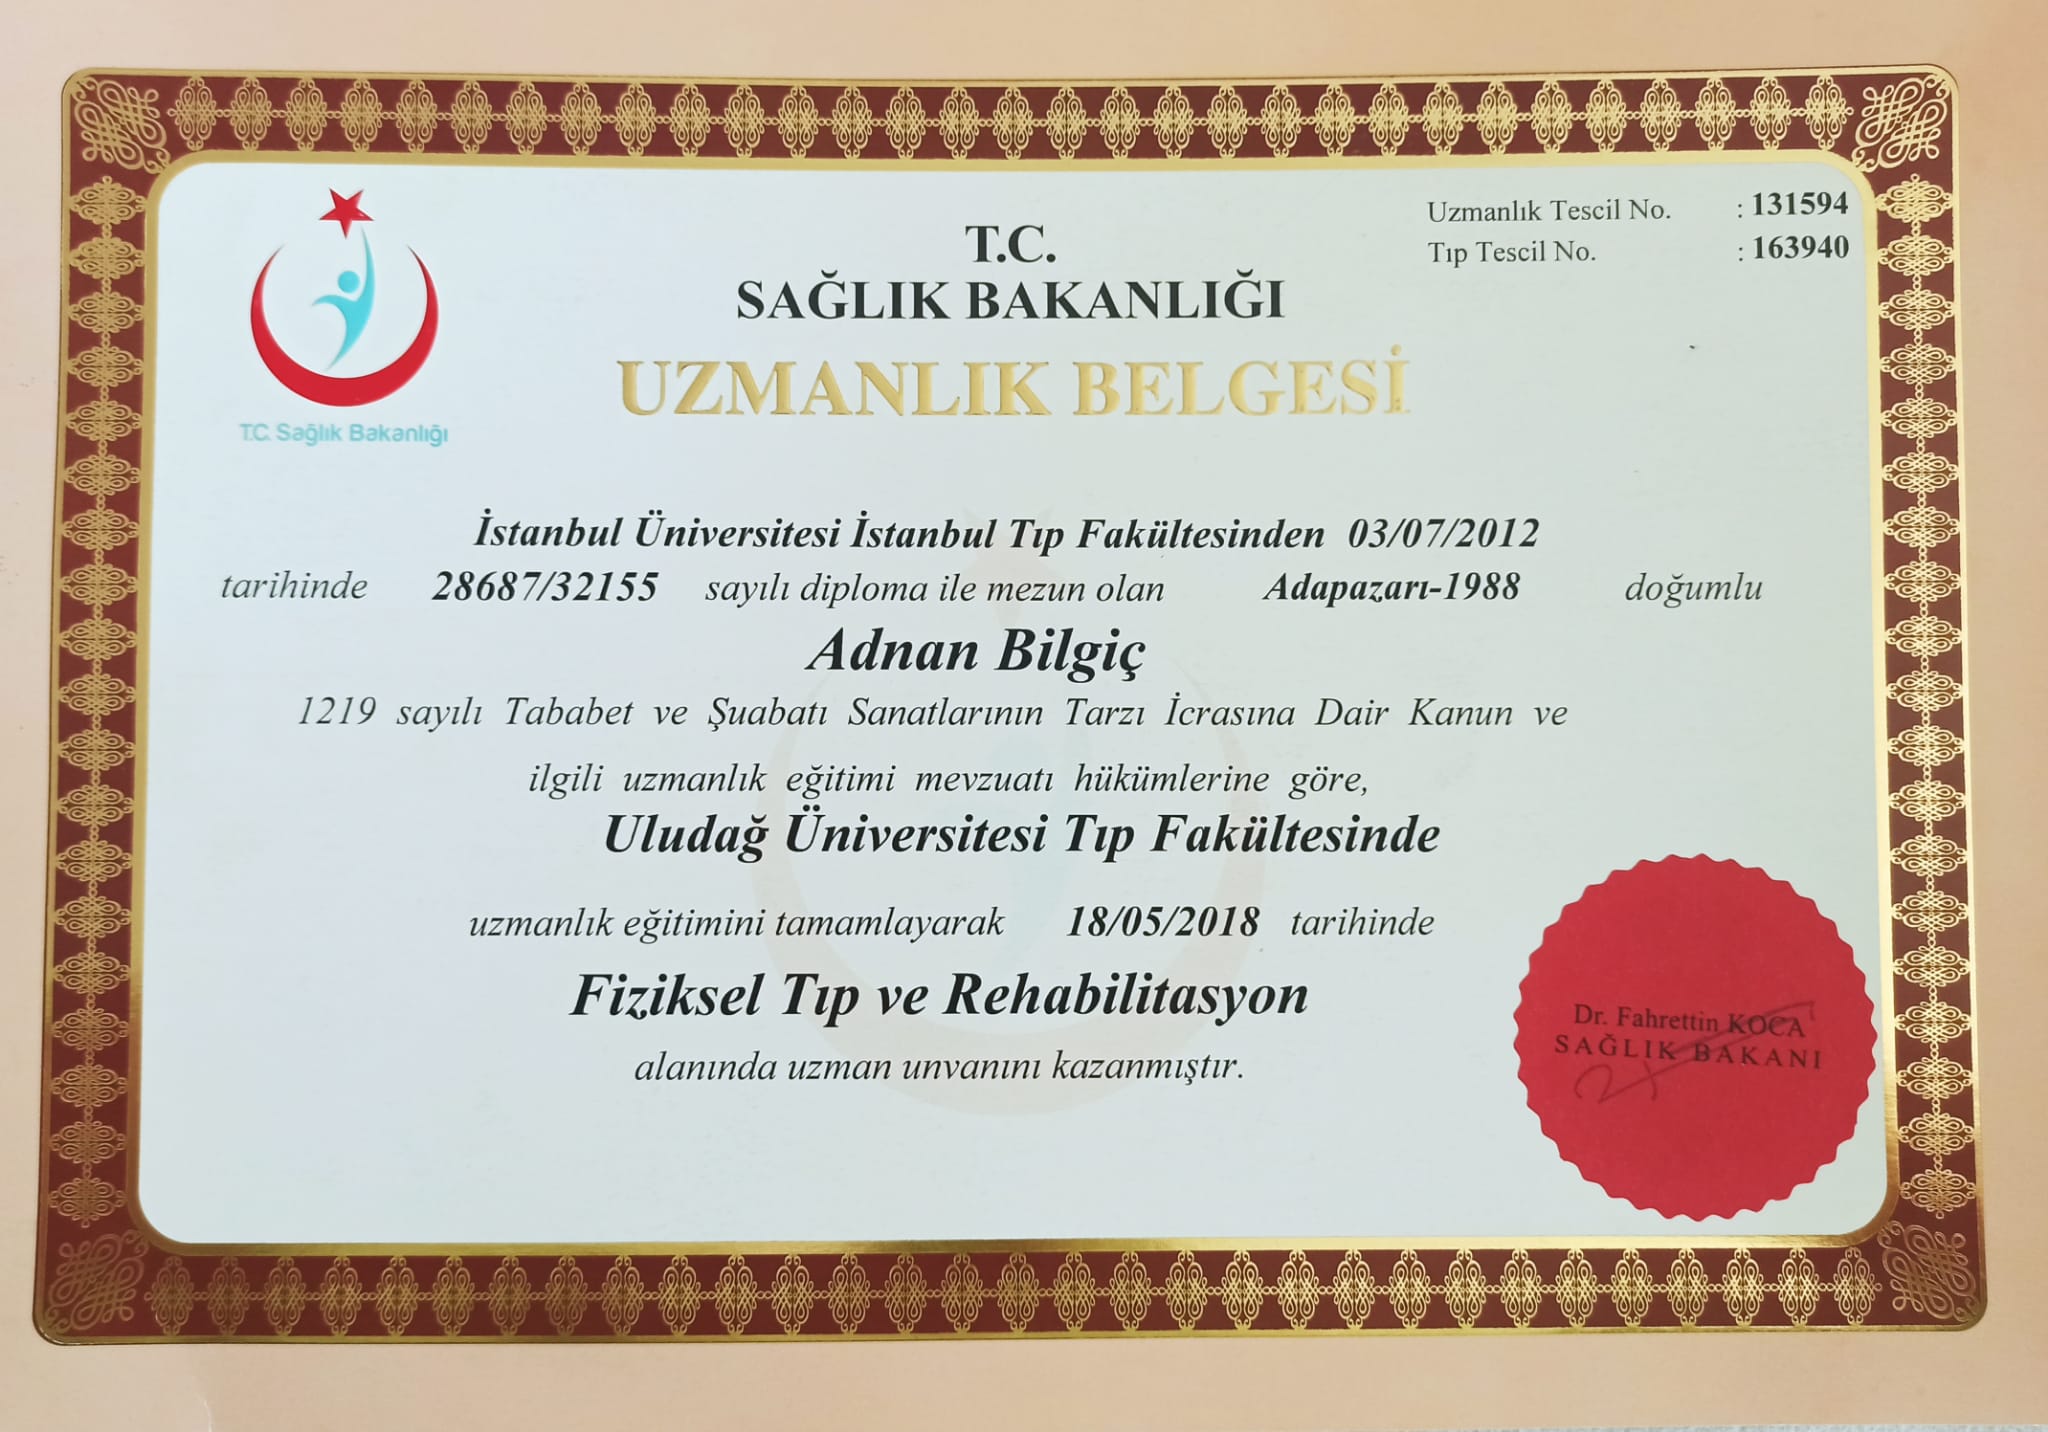 Uzmanlık Tescil No. : 131594
Tıp Tescil No. : 163940
T.C. Sağlık Bakanlığı
T.C.
SAĞLIK BAKANLIĞI
UZMANLIK BELGESİ
İstanbul Üniversitesi İstanbul Tıp Fakültesinden 03/07/2012
tarihinde 28687/32155 sayılı diploma ile mezun olan Adapazarı-1988 doğumlu
Adnan Bilgiç
1219 sayılı Tababet ve Şuabatı Sanatlarının Tarzı İcrasına Dair Kanun ve
ilgili uzmanlık eğitimi mevzuatı hükümlerine göre,
Uludağ Üniversitesi Tıp Fakültesinde
uzmanlık eğitimini tamamlayarak 18/05/2018 tarihinde
Fiziksel Tıp ve Rehabilitasyon
alanında uzman unvanını kazanmıştır.
Dr. Fahrettin KOCA
SAĞLIK BAKANI